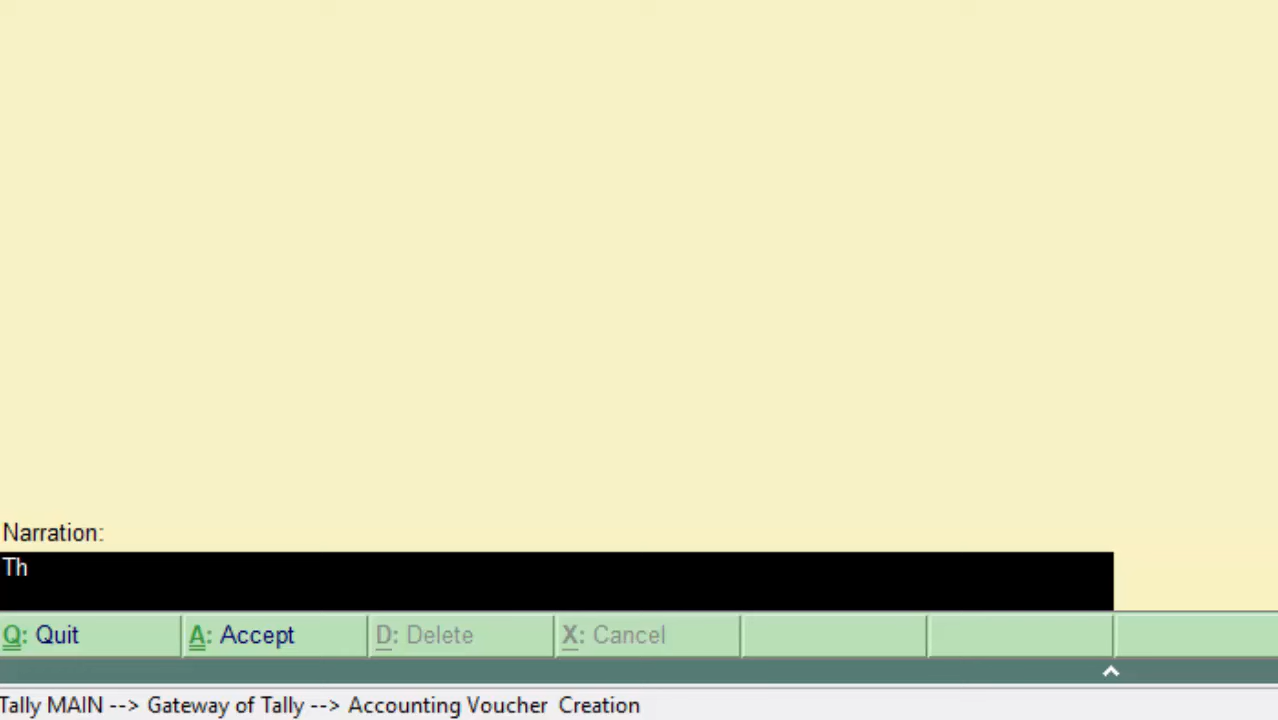 Narration:
Th
Q: Quit A: Accept D: Delete X: Cancel
Tally MAIN --> Gateway of Tally --> Accounting Voucher Creation